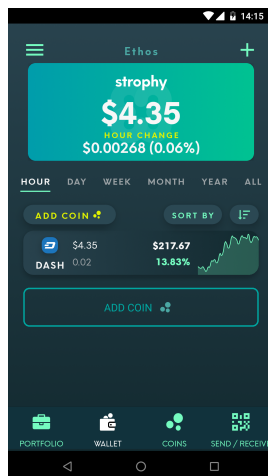 14:15
Ethos
strophy
$4.35
HOUR CHANGE
$0.00268 (0.06%)
HOUR DAY WEEK MONTH YEAR ALL
ADD COIN SORT BY
$4.35 $217.67
DASH 0.02 13.83%
ADD COIN
PORTFOLIO WALLET COINS SEND / RECEIVE